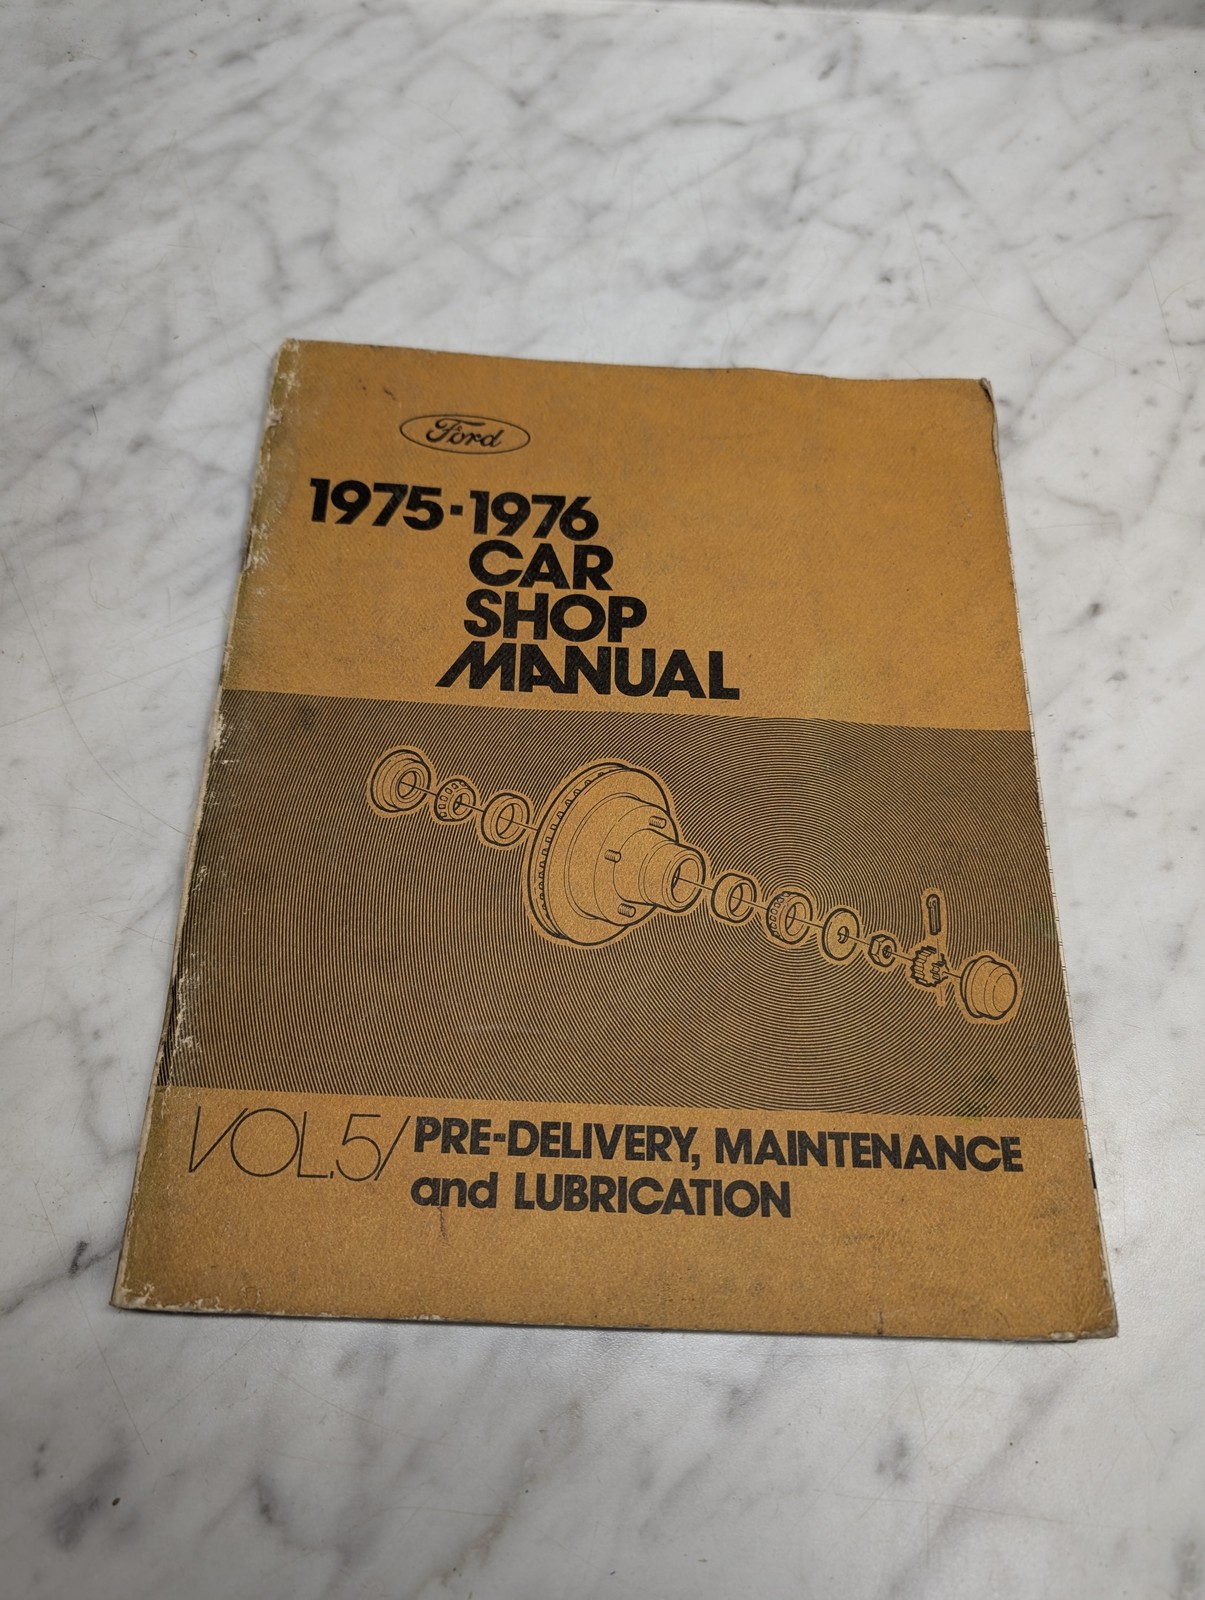 Ford
1975-1976
CAR
SHOP
MANUAL
VOL.5/ PRE-DELIVERY, MAINTENANCE
and LUBRICATION